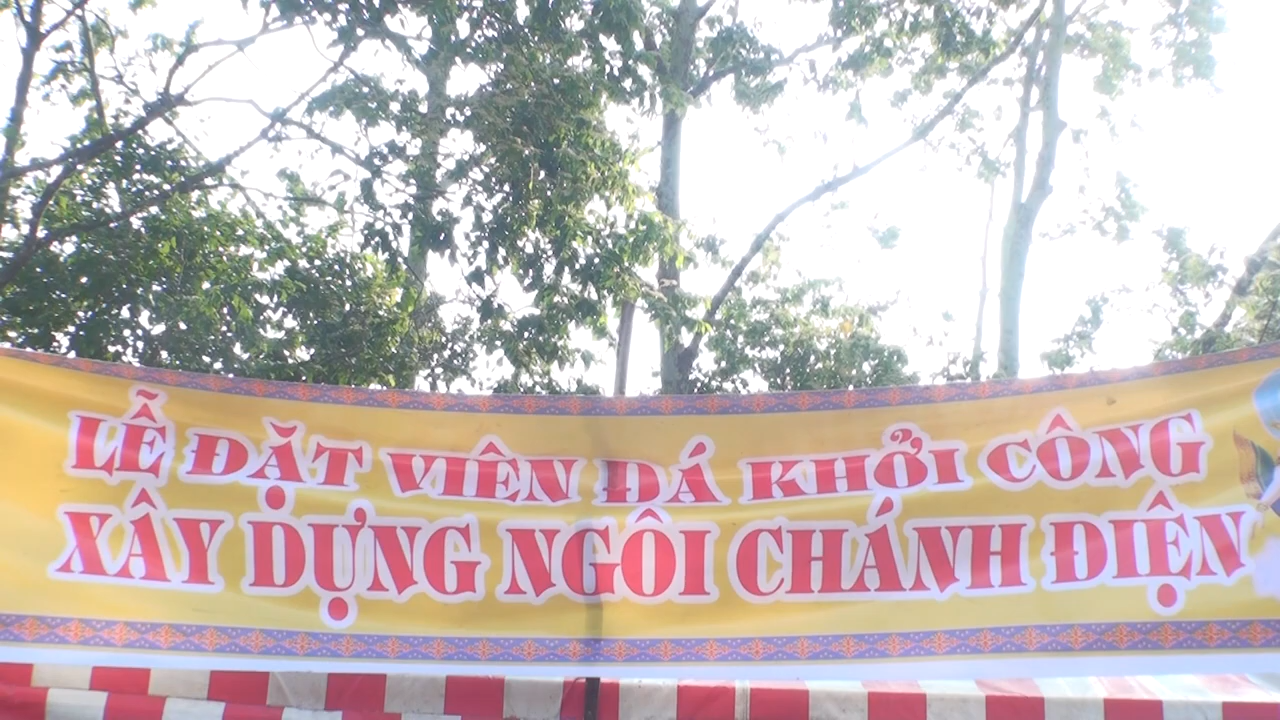 LỄ ĐẶT VIÊN ĐÁ KHỞI CÔNG
XÂY DỰNG NGÔI CHÁNH ĐIỆN